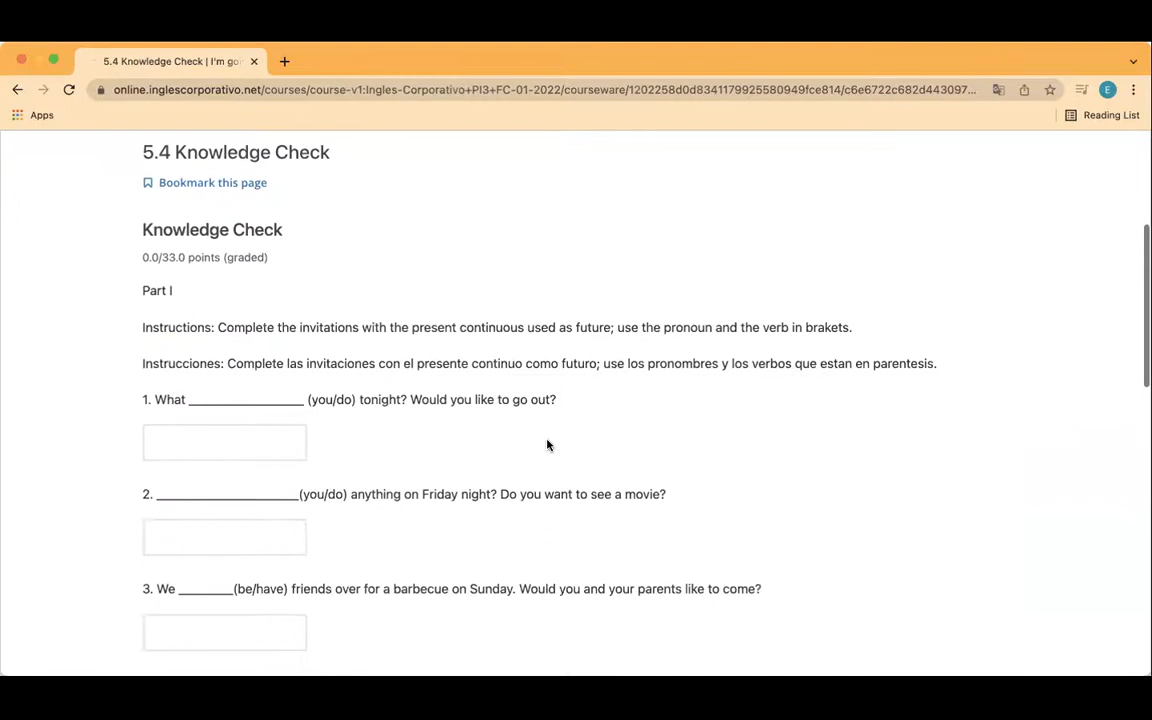 5.4 Knowledge Check | I'm goi
online.inglescorporativo.net/courses/course-v1:Ingles-Corporativo+PI3+FC-01-2022/courseware/1202258d0d8341179925580949fce814/c6e6722c682d443097...
E
Apps
Reading List
5.4 Knowledge Check
Bookmark this page
Knowledge Check
0.0/33.0 points (graded)
Part I
Instructions: Complete the invitations with the present continuous used as future; use the pronoun and the verb in brakets.
Instrucciones: Complete las invitaciones con el presente continuo como futuro; use los pronombres y los verbos que estan en parentesis.
1. What _________________ (you/do) tonight? Would you like to go out?
2. _____________________(you/do) anything on Friday night? Do you want to see a movie?
3. We ________(be/have) friends over for a barbecue on Sunday. Would you and your parents like to come?